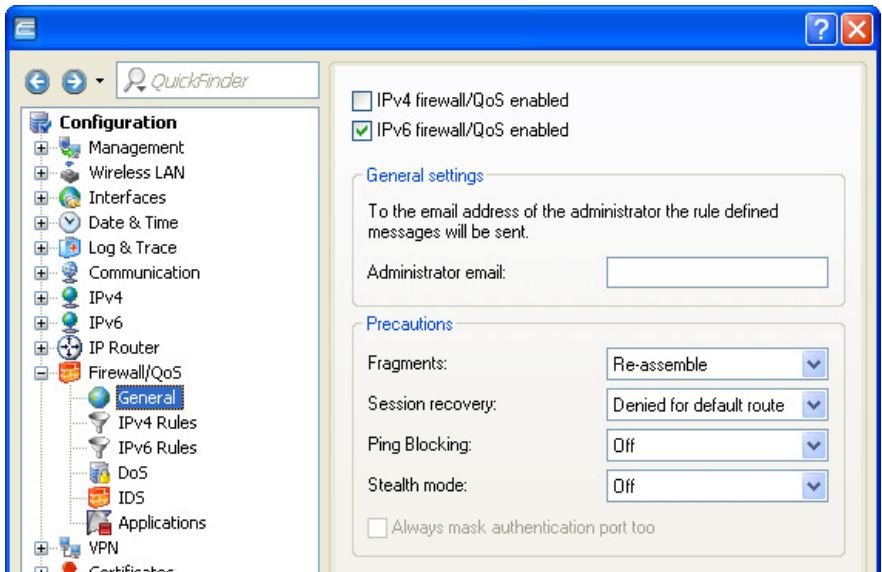 QuickFinder
Configuration
Management
Wireless LAN
Interfaces
Date & Time
Log & Trace
Communication
IPv4
IPv6
IP Router
Firewall/QoS
General
IPv4 Rules
IPv6 Rules
DoS
IDS
Applications
VPN
Certificates
IPv4 firewall/QoS enabled
IPv6 firewall/QoS enabled
General settings
To the email address of the administrator the rule defined
messages will be sent.
Administrator email:
Precautions
Fragments: Re-assemble
Session recovery: Denied for default route
Ping Blocking: Off
Stealth mode: Off
Always mask authentication port too